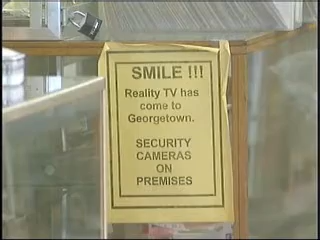 SMILE !!!
Reality TV has
come to
Georgetown.
SECURITY
CAMERAS
ON
PREMISES